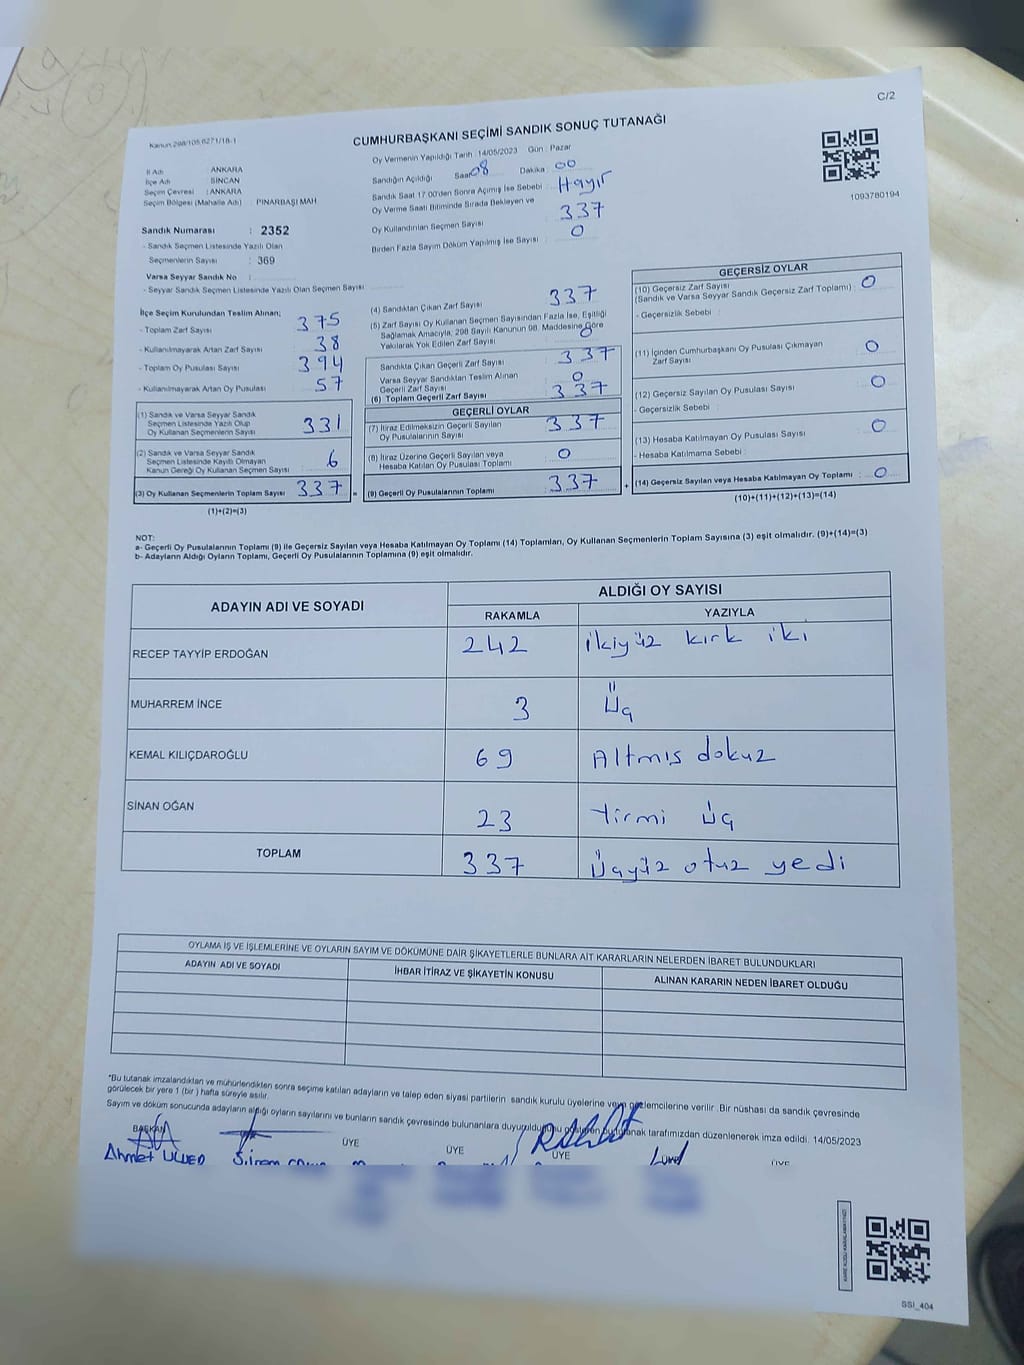 C/2
Kanun 298/105,6271/18-1
CUMHURBAŞKANI SEÇİMİ SANDIK SONUÇ TUTANAĞI
1093780194
İl Adı : ANKARA
İlçe Adı : SİNCAN
Seçim Çevresi : ANKARA
Seçim Bölgesi (Mahalle Adı) : PINARBAŞI MAH
Sandık Numarası : 2352
- Sandık Seçmen Listesinde Yazılı Olan
Seçmenlerin Sayısı : 369
Varsa Seyyar Sandık No :
- Seyyar Sandık Seçmen Listesinde Yazılı Olan Seçmen Sayısı
Oy Vermenin Yapıldığı Tarih : 14/05/2023 Gün : Pazar
Sandığın Açıldığı Saat 08 Dakika : 00
Sandık Saat 17.00'den Sonra Açımış İse Sebebi : Hayır
Oy Verme Saati Bitiminde Sırada Bekleyen ve
Oy Kullandırılan Seçmen Sayısı 337
Birden Fazla Sayım Döküm Yapılmış İse Sayısı : 0
İlçe Seçim Kurulundan Teslim Alınan;
- Toplam Zarf Sayısı 375
- Kullanılmayarak Artan Zarf Sayısı 38
- Toplam Oy Pusulası Sayısı 394
- Kullanılmayarak Artan Oy Pusulası 57
(1) Sandık ve Varsa Seyyar Sandık
Seçmen Listesinde Yazılı Olup
Oy Kullanan Seçmenlerin Sayısı 331
(2) Sandık ve Varsa Seyyar Sandık
Seçmen Listesinde Kayıtlı Olmayan
Kanun Gereği Oy Kullanan Seçmen Sayısı 6
(3) Oy Kullanan Seçmenlerin Toplam Sayısı 337 =
(1)+(2)=(3)
(4) Sandıktan Çıkan Zarf Sayısı 337
(5) Zarf Sayısı Oy Kullanan Seçmen Sayısından Fazla İse, Eşitliği
Sağlamak Amacıyla, 298 Sayılı Kanunun 98. Maddesine Göre
Yakılarak Yok Edilen Zarf Sayısı 0
Sandıkta Çıkan Geçerli Zarf Sayısı 337
Varsa Seyyar Sandıktan Teslim Alınan
Geçerli Zarf Sayısı 0
(6) Toplam Geçerli Zarf Sayısı 337
GEÇERLİ OYLAR
(7) İtiraz Edilmeksizin Geçerli Sayılan
Oy Pusulalarının Sayısı 337
(8) İtiraz Üzerine Geçerli Sayılan veya
Hesaba Katılan Oy Pusulası Toplamı 0
(9) Geçerli Oy Pusulalarının Toplamı 337 +
GEÇERSİZ OYLAR
(10) Geçersiz Zarf Sayısı
(Sandık ve Varsa Seyyar Sandık Geçersiz Zarf Toplamı) : 0
- Geçersizlik Sebebi :
(11) İçinden Cumhurbaşkanı Oy Pusulası Çıkmayan
Zarf Sayısı : 0
(12) Geçersiz Sayılan Oy Pusulası Sayısı : 0
- Geçersizlik Sebebi :
(13) Hesaba Katılmayan Oy Pusulası Sayısı : 0
- Hesaba Katılmama Sebebi :
(14) Geçersiz Sayılan veya Hesaba Katılmayan Oy Toplamı : 0
(10)+(11)+(12)+(13)=(14)
NOT:
a- Geçerli Oy Pusulalarının Toplamı (9) ile Geçersiz Sayılan veya Hesaba Katılmayan Oy Toplamı (14) Toplamları, Oy Kullanan Seçmenlerin Toplam Sayısına (3) eşit olmalıdır. (9)+(14)=(3)
b- Adayların Aldığı Oyların Toplamı, Geçerli Oy Pusulalarının Toplamına (9) eşit olmalıdır.
ADAYIN ADI VE SOYADI ALDIĞI OY SAYISI
RAKAMLA YAZIYLA
RECEP TAYYİP ERDOĞAN 242 ikiyüz kırk iki
MUHARREM İNCE 3 Üç
KEMAL KILIÇDAROĞLU 69 Altmış dokuz
SİNAN OĞAN 23 Yirmi üç
TOPLAM 337 Üçyüz otuz yedi
OYLAMA İŞ VE İŞLEMLERİNE VE OYLARIN SAYIM VE DÖKÜMÜNE DAİR ŞİKAYETLERLE BUNLARA AİT KARARLARIN NELERDEN İBARET BULUNDUKLARI
ADAYIN ADI VE SOYADI İHBAR İTİRAZ VE ŞİKAYETİN KONUSU ALINAN KARARIN NEDEN İBARET OLDUĞU
*Bu tutanak imzalandıktan ve mühürlendikten sonra seçime katılan adayların ve talep eden siyasi partilerin sandık kurulu üyelerine veya gözlemcilerine verilir .Bir nüshası da sandık çevresinde
görülecek bir yere 1 (bir ) hafta süreyle asılır.
Sayım ve döküm sonucunda adayların aldığı oyların sayılarını ve bunların sandık çevresinde bulunanlara duyurulduğunu gösteren bu tutanak tarafımızdan düzenlenerek imza edildi. 14/05/2023
BAŞKAN ÜYE ÜYE ÜYE ÜYE ÜYE
Ahmet
SSI_404